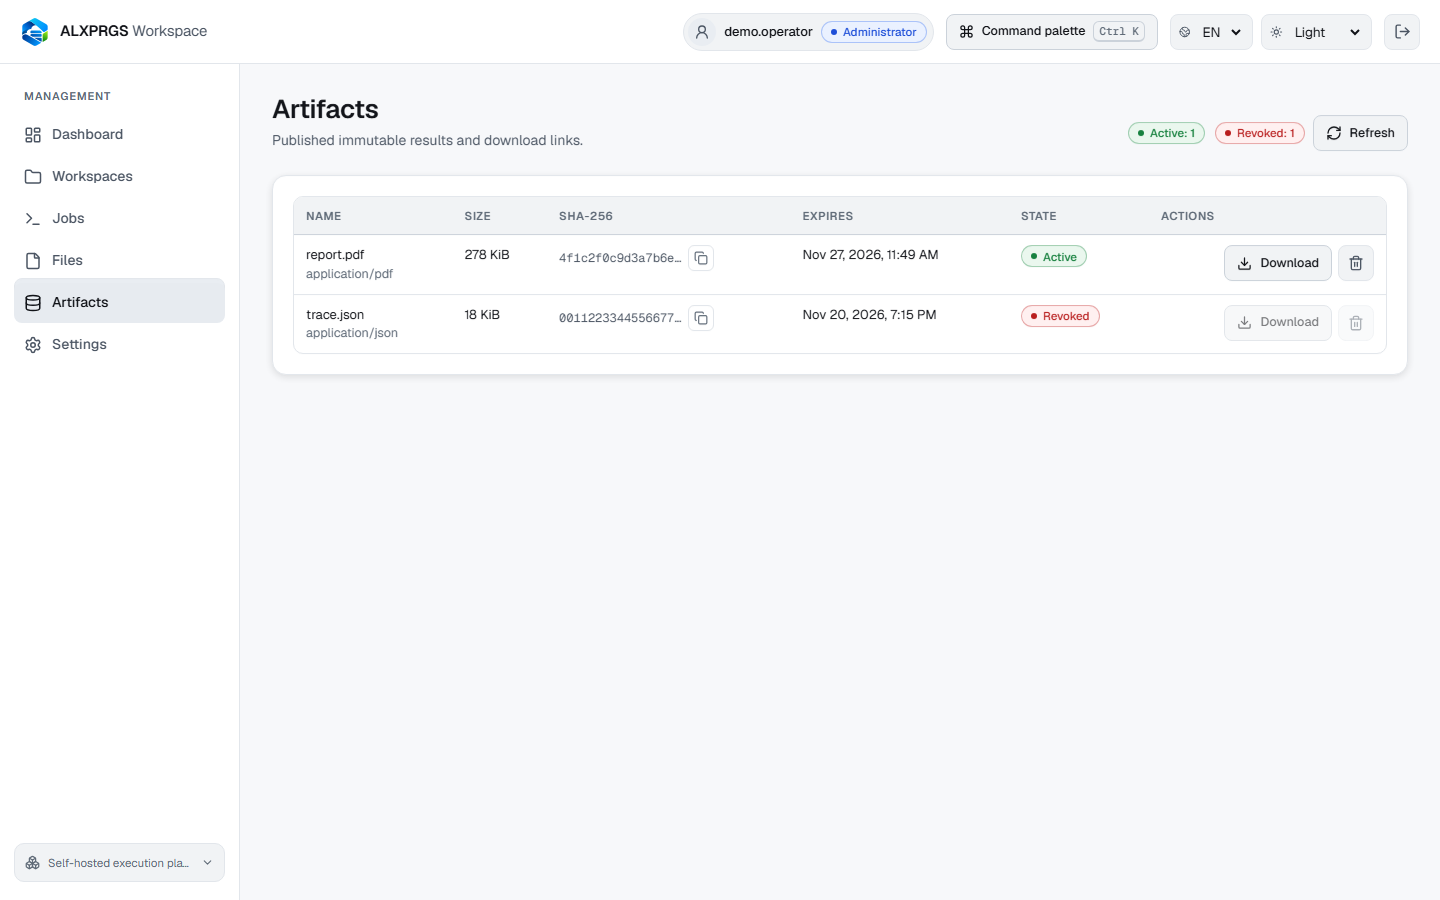 ALXPRGS Workspace
demo.operator
Administrator
Command palette
Ctrl K
EN
Light
MANAGEMENT
Dashboard
Workspaces
Jobs
Files
Artifacts
Settings
Self-hosted execution pla…
Artifacts
Published immutable results and download links.
Active: 1
Revoked: 1
Refresh
NAME
SIZE
SHA-256
EXPIRES
STATE
ACTIONS
report.pdf
application/pdf
278 KiB
4f1c2f0c9d3a7b6e…
Nov 27, 2026, 11:49 AM
Active
Download
trace.json
application/json
18 KiB
0011223344556677…
Nov 20, 2026, 7:15 PM
Revoked
Download